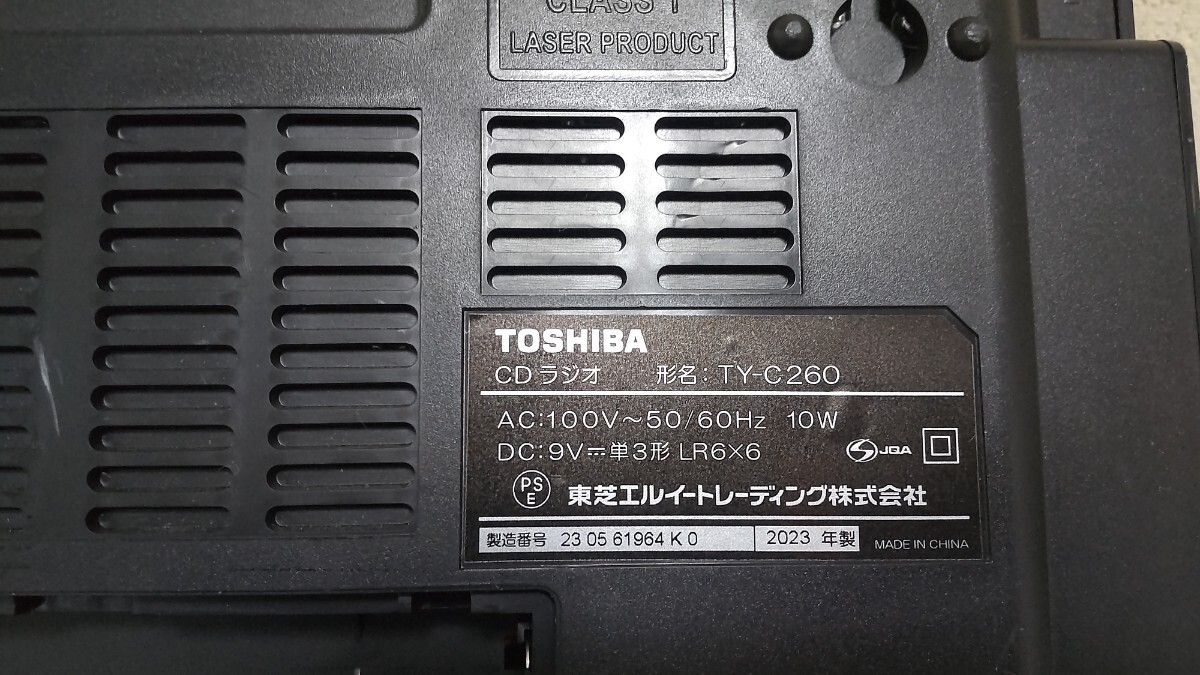 CLASS 1
LASER PRODUCT
TOSHIBA
CD ラジオ 形名: TY-C260
AC:100V～50/60Hz 10W
DC:9V⎓単3形 LR6×6
JQA
PS
E
東芝エルイートレーディング株式会社
製造番号 23 05 61964 K 0
2023 年製
MADE IN CHINA